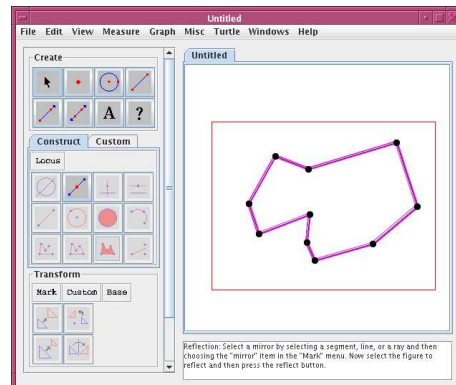 Untitled
File Edit View Measure Graph Misc Turtle Windows Help
Create
A ?
Construct Custom
Locus
Transform
Mark Custom Base
Untitled
Reflection: Select a mirror by selecting a segment, line, or a ray and then
choosing the "mirror" item in the "Mark" menu. Now select the figure to
reflect and then press the reflect button.